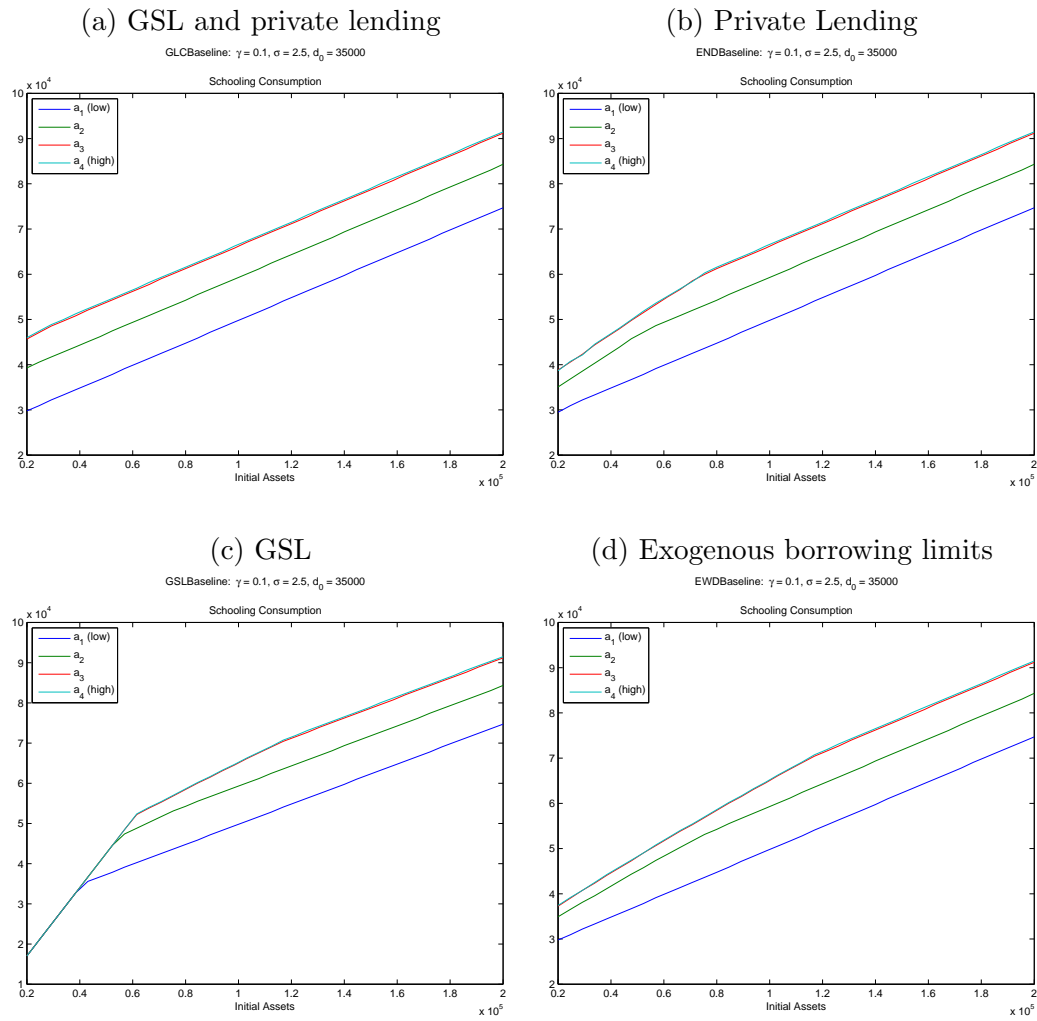 (a) GSL and private lending
GLCBaseline: γ = 0.1, σ = 2.5, d0 = 35000
Schooling Consumption
x 10^4
10
9
8
7
6
5
4
3
2
a1 (low)
a2
a3
a4 (high)
0.2 0.4 0.6 0.8 1 1.2 1.4 1.6 1.8 2
Initial Assets
x 10^5
(b) Private Lending
ENDBaseline: γ = 0.1, σ = 2.5, d0 = 35000
Schooling Consumption
x 10^4
10
9
8
7
6
5
4
3
2
a1 (low)
a2
a3
a4 (high)
0.2 0.4 0.6 0.8 1 1.2 1.4 1.6 1.8 2
Initial Assets
x 10^5
(c) GSL
GSLBaseline: γ = 0.1, σ = 2.5, d0 = 35000
Schooling Consumption
x 10^4
10
9
8
7
6
5
4
3
2
1
a1 (low)
a2
a3
a4 (high)
0.2 0.4 0.6 0.8 1 1.2 1.4 1.6 1.8 2
Initial Assets
x 10^5
(d) Exogenous borrowing limits
EWDBaseline: γ = 0.1, σ = 2.5, d0 = 35000
Schooling Consumption
x 10^4
10
9
8
7
6
5
4
3
2
a1 (low)
a2
a3
a4 (high)
0.2 0.4 0.6 0.8 1 1.2 1.4 1.6 1.8 2
Initial Assets
x 10^5